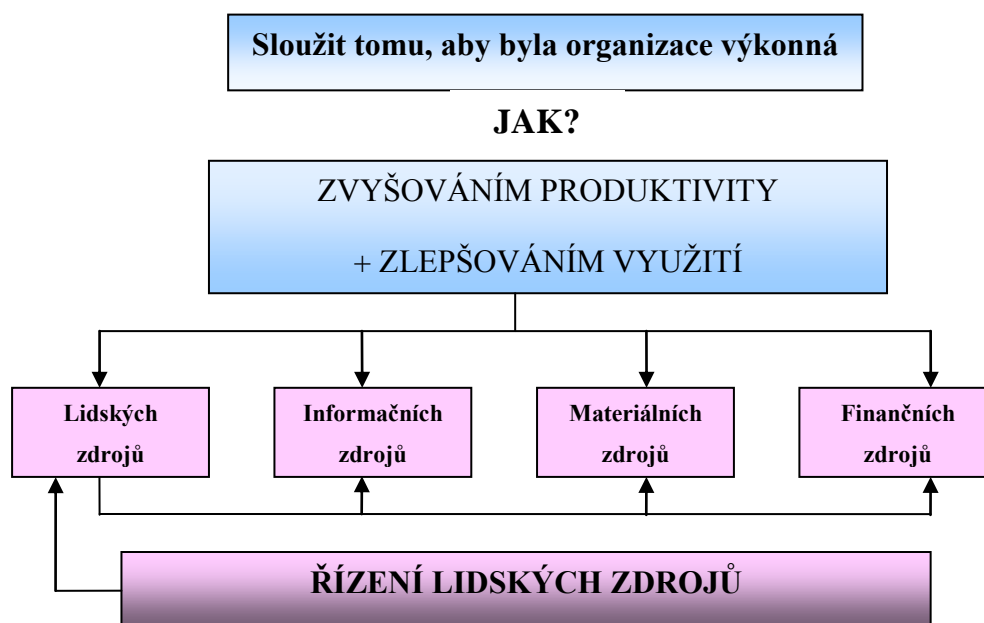 Sloužit tomu, aby byla organizace výkonná
JAK?
ZVYŠOVÁNÍM PRODUKTIVITY
+ ZLEPŠOVÁNÍM VYUŽITÍ
Lidských
zdrojů
Informačních
zdrojů
Materiálních
zdrojů
Finančních
zdrojů
ŘÍZENÍ LIDSKÝCH ZDROJŮ